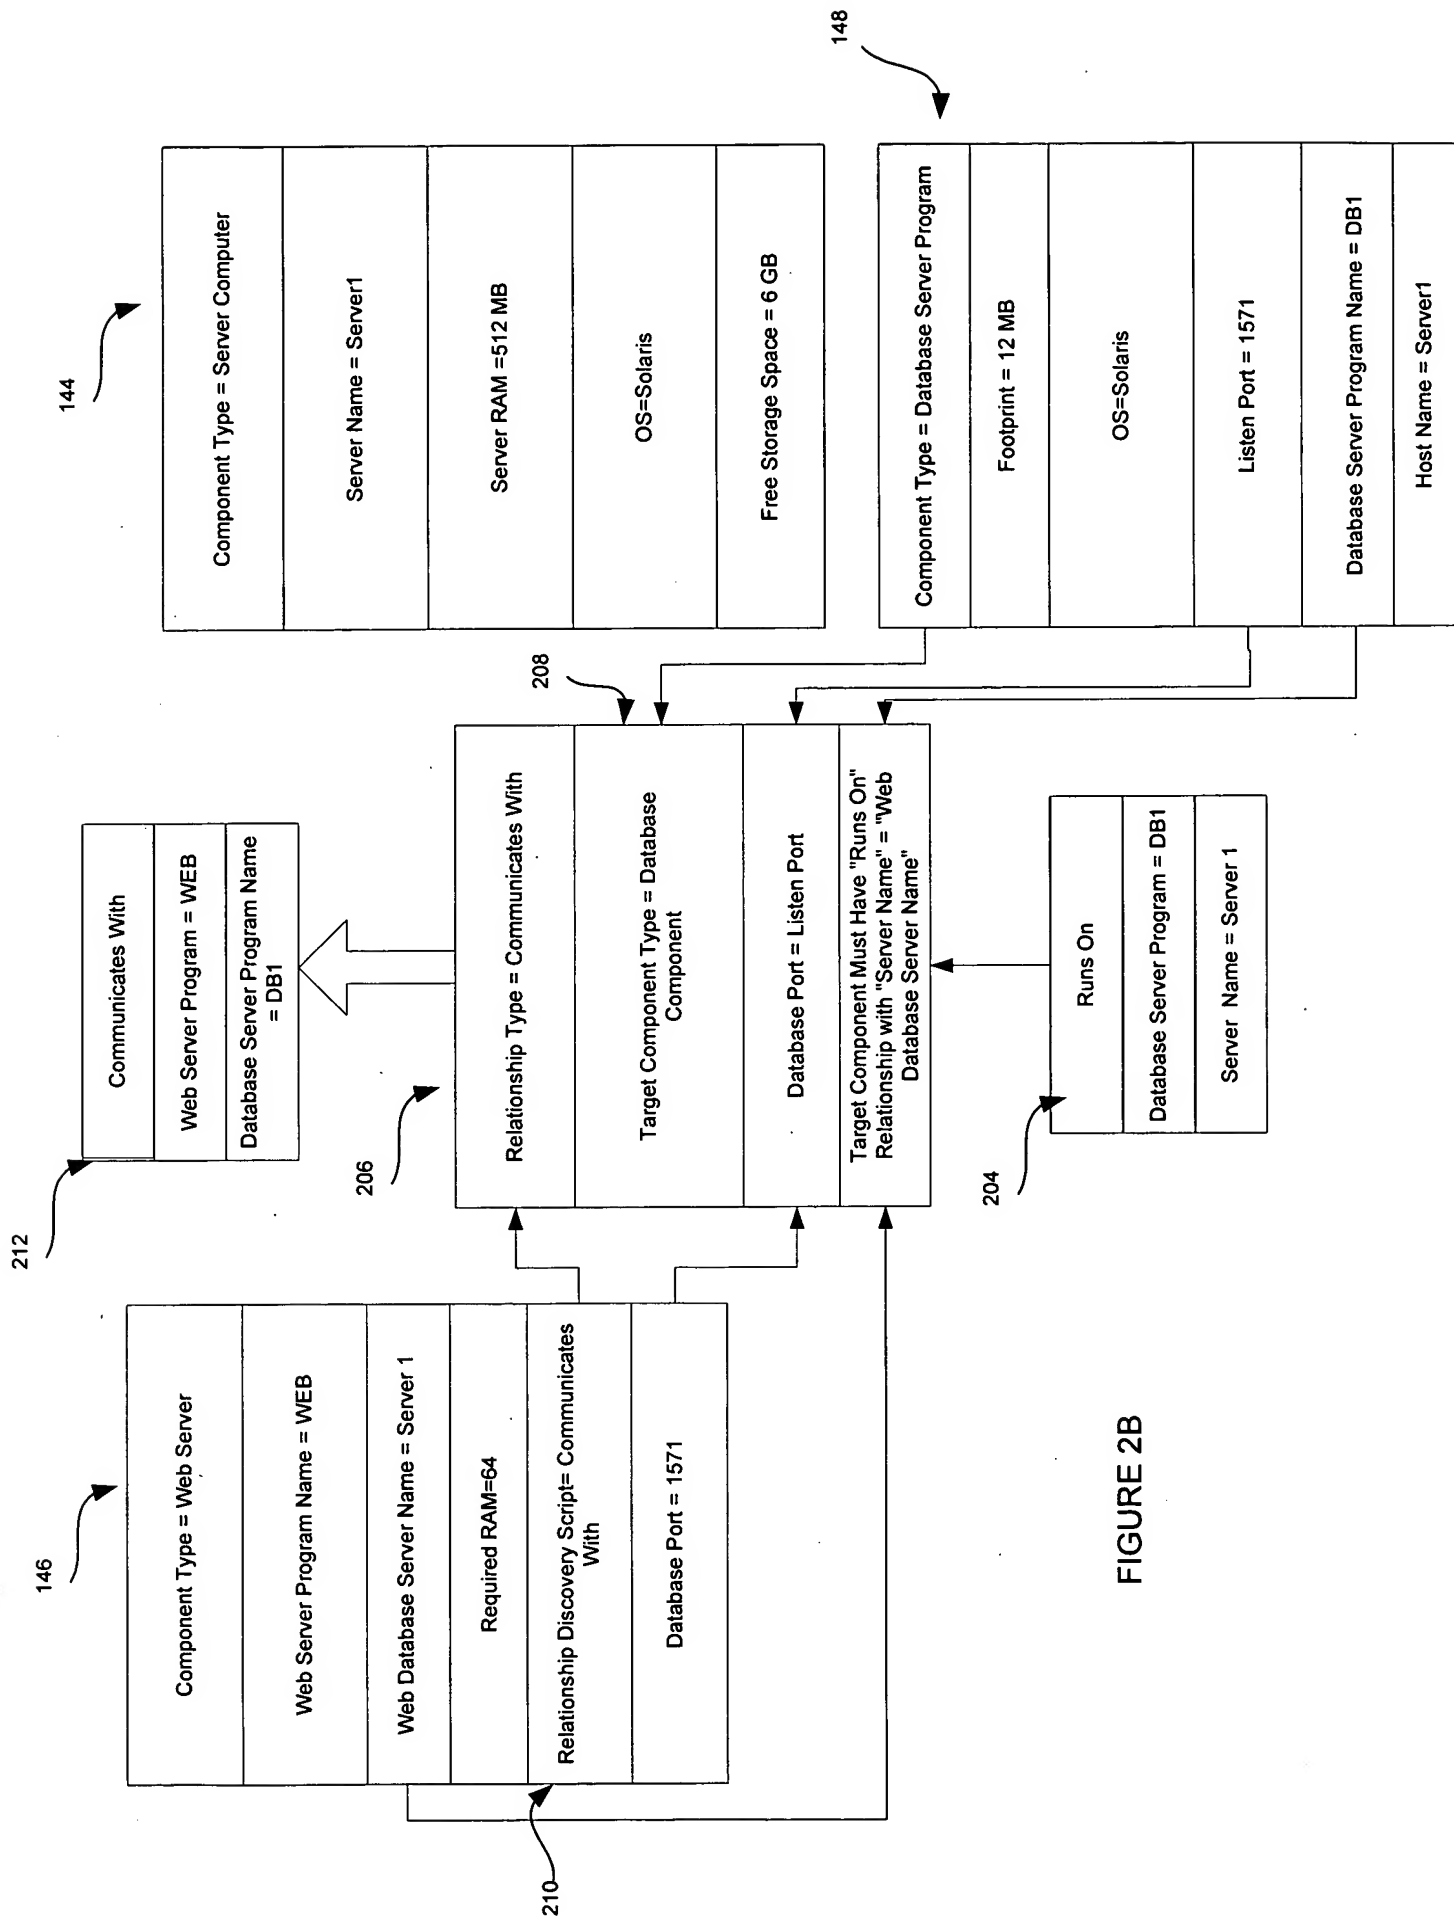 146
Component Type = Web Server
Web Server Program Name = WEB
Web Database Server Name = Server 1
Required RAM=64
Relationship Discovery Script= Communicates
With
Database Port = 1571
210
212
Communicates With
Web Server Program = WEB
Database Server Program Name
= DB1
206
208
Relationship Type = Communicates With
Target Component Type = Database
Component
Database Port = Listen Port
Target Component Must Have "Runs On"
Relationship with "Server Name" = "Web
Database Server Name"
204
Runs On
Database Server Program = DB1
Server Name = Server 1
144
Component Type = Server Computer
Server Name = Server1
Server RAM =512 MB
OS=Solaris
Free Storage Space = 6 GB
148
Component Type = Database Server Program
Footprint = 12 MB
OS=Solaris
Listen Port = 1571
Database Server Program Name = DB1
Host Name = Server1
FIGURE 2B